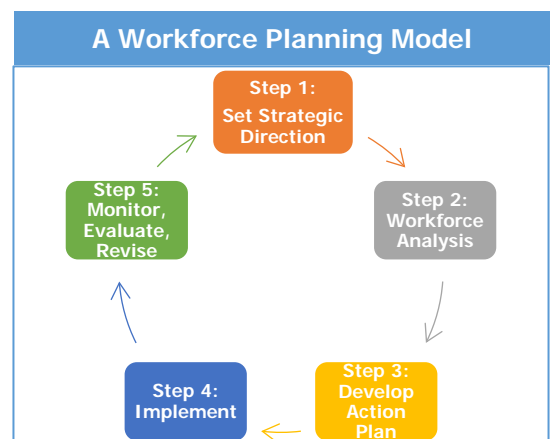 A Workforce Planning Model
Step 1:
Set Strategic
Direction
Step 2:
Workforce
Analysis
Step 3:
Develop
Action
Plan
Step 4:
Implement
Step 5:
Monitor,
Evaluate,
Revise